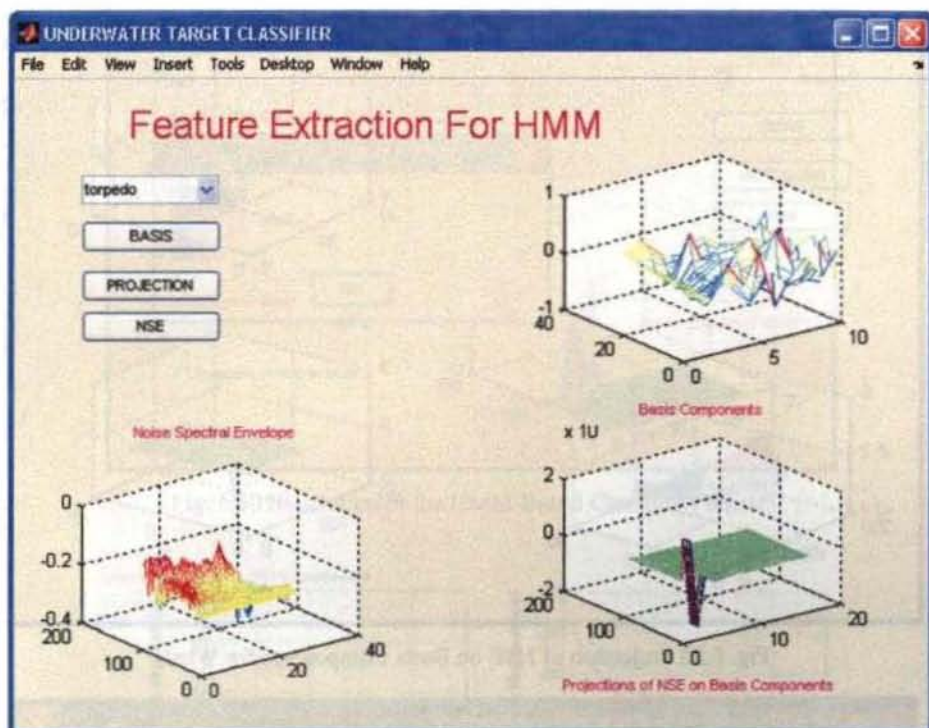 UNDERWATER TARGET CLASSIFIER
File Edit View Insert Tools Desktop Window Help
Feature Extraction For HMM
torpedo
BASIS
PROJECTION
NSE
1
0
-1
40
20
0
0
5
10
Basis Components
Noise Spectral Envelope
0
-0.2
-0.4
200
100
0
0
20
40
x 10
2
0
-2
200
100
0
0
10
20
Projections of NSE on Basis Components